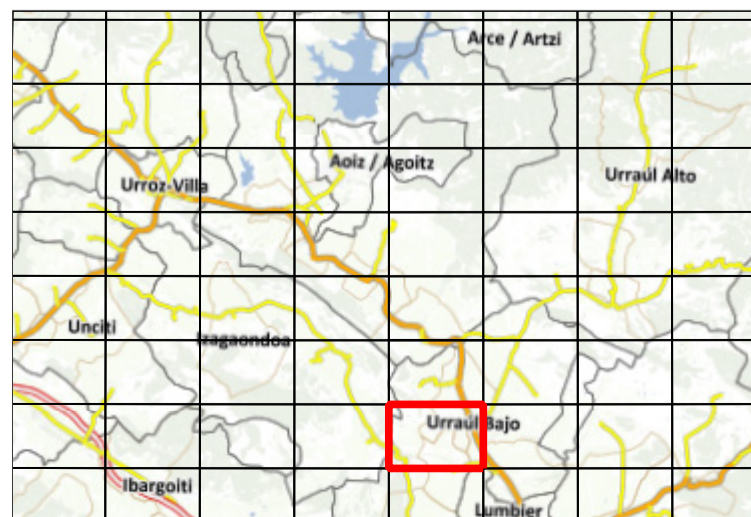 Arce / Artzi
Aoiz / Agoitz
Urraúl Alto
Urroz-Villa
Unciti
Izagaondoa
Urraúl Bajo
Ibargoiti
Lumbier